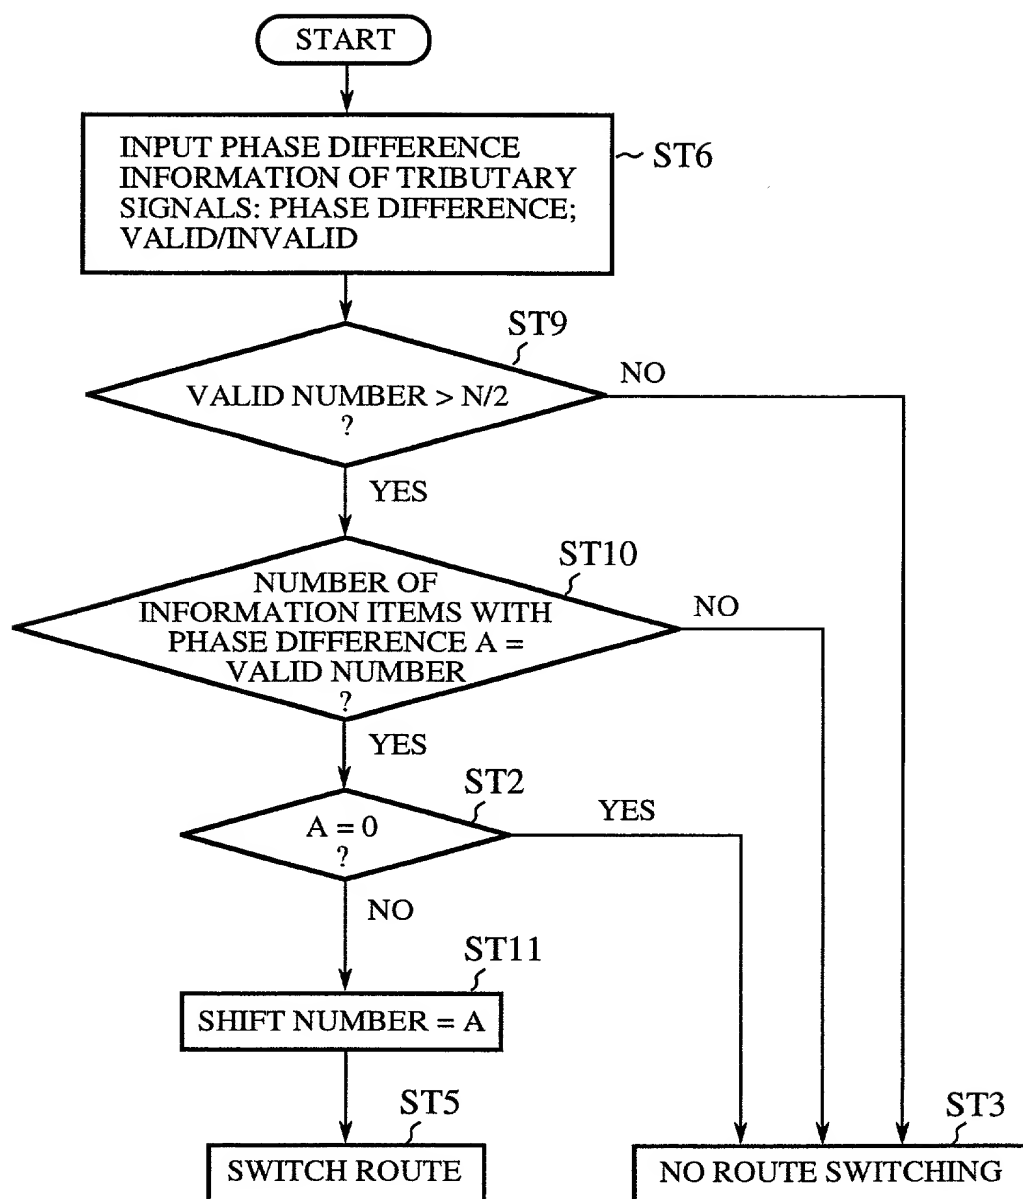 START
INPUT PHASE DIFFERENCE
INFORMATION OF TRIBUTARY
SIGNALS: PHASE DIFFERENCE;
VALID/INVALID
ST6
ST9
VALID NUMBER > N/2
?
NO
YES
ST10
NUMBER OF
INFORMATION ITEMS WITH
PHASE DIFFERENCE A =
VALID NUMBER
?
NO
YES
ST2
A = 0
?
YES
NO
ST11
SHIFT NUMBER = A
ST5
SWITCH ROUTE
ST3
NO ROUTE SWITCHING